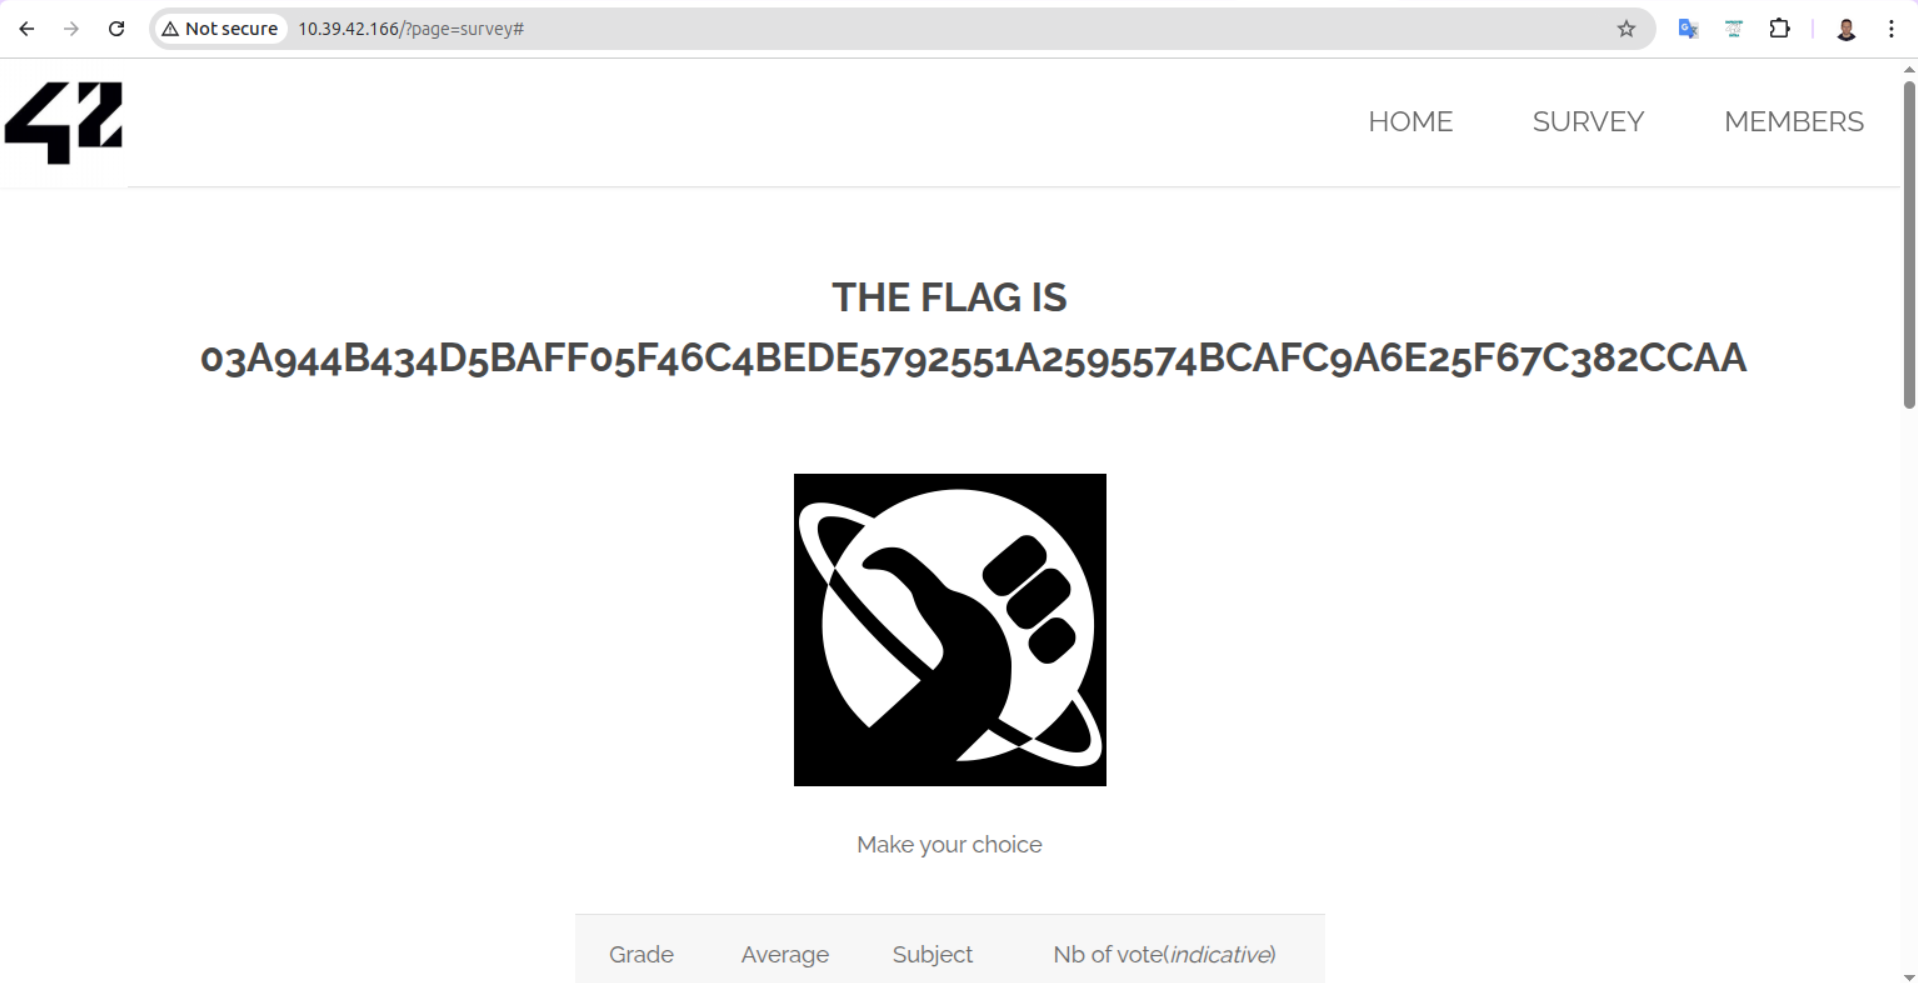 Not secure 10.39.42.166/?page=survey#
42
HOME SURVEY MEMBERS
THE FLAG IS
03A944B434D5BAFF05F46C4BEDE5792551A2595574BCAFC9A6E25F67C382CCAA
Make your choice
Grade Average Subject Nb of vote(indicative)